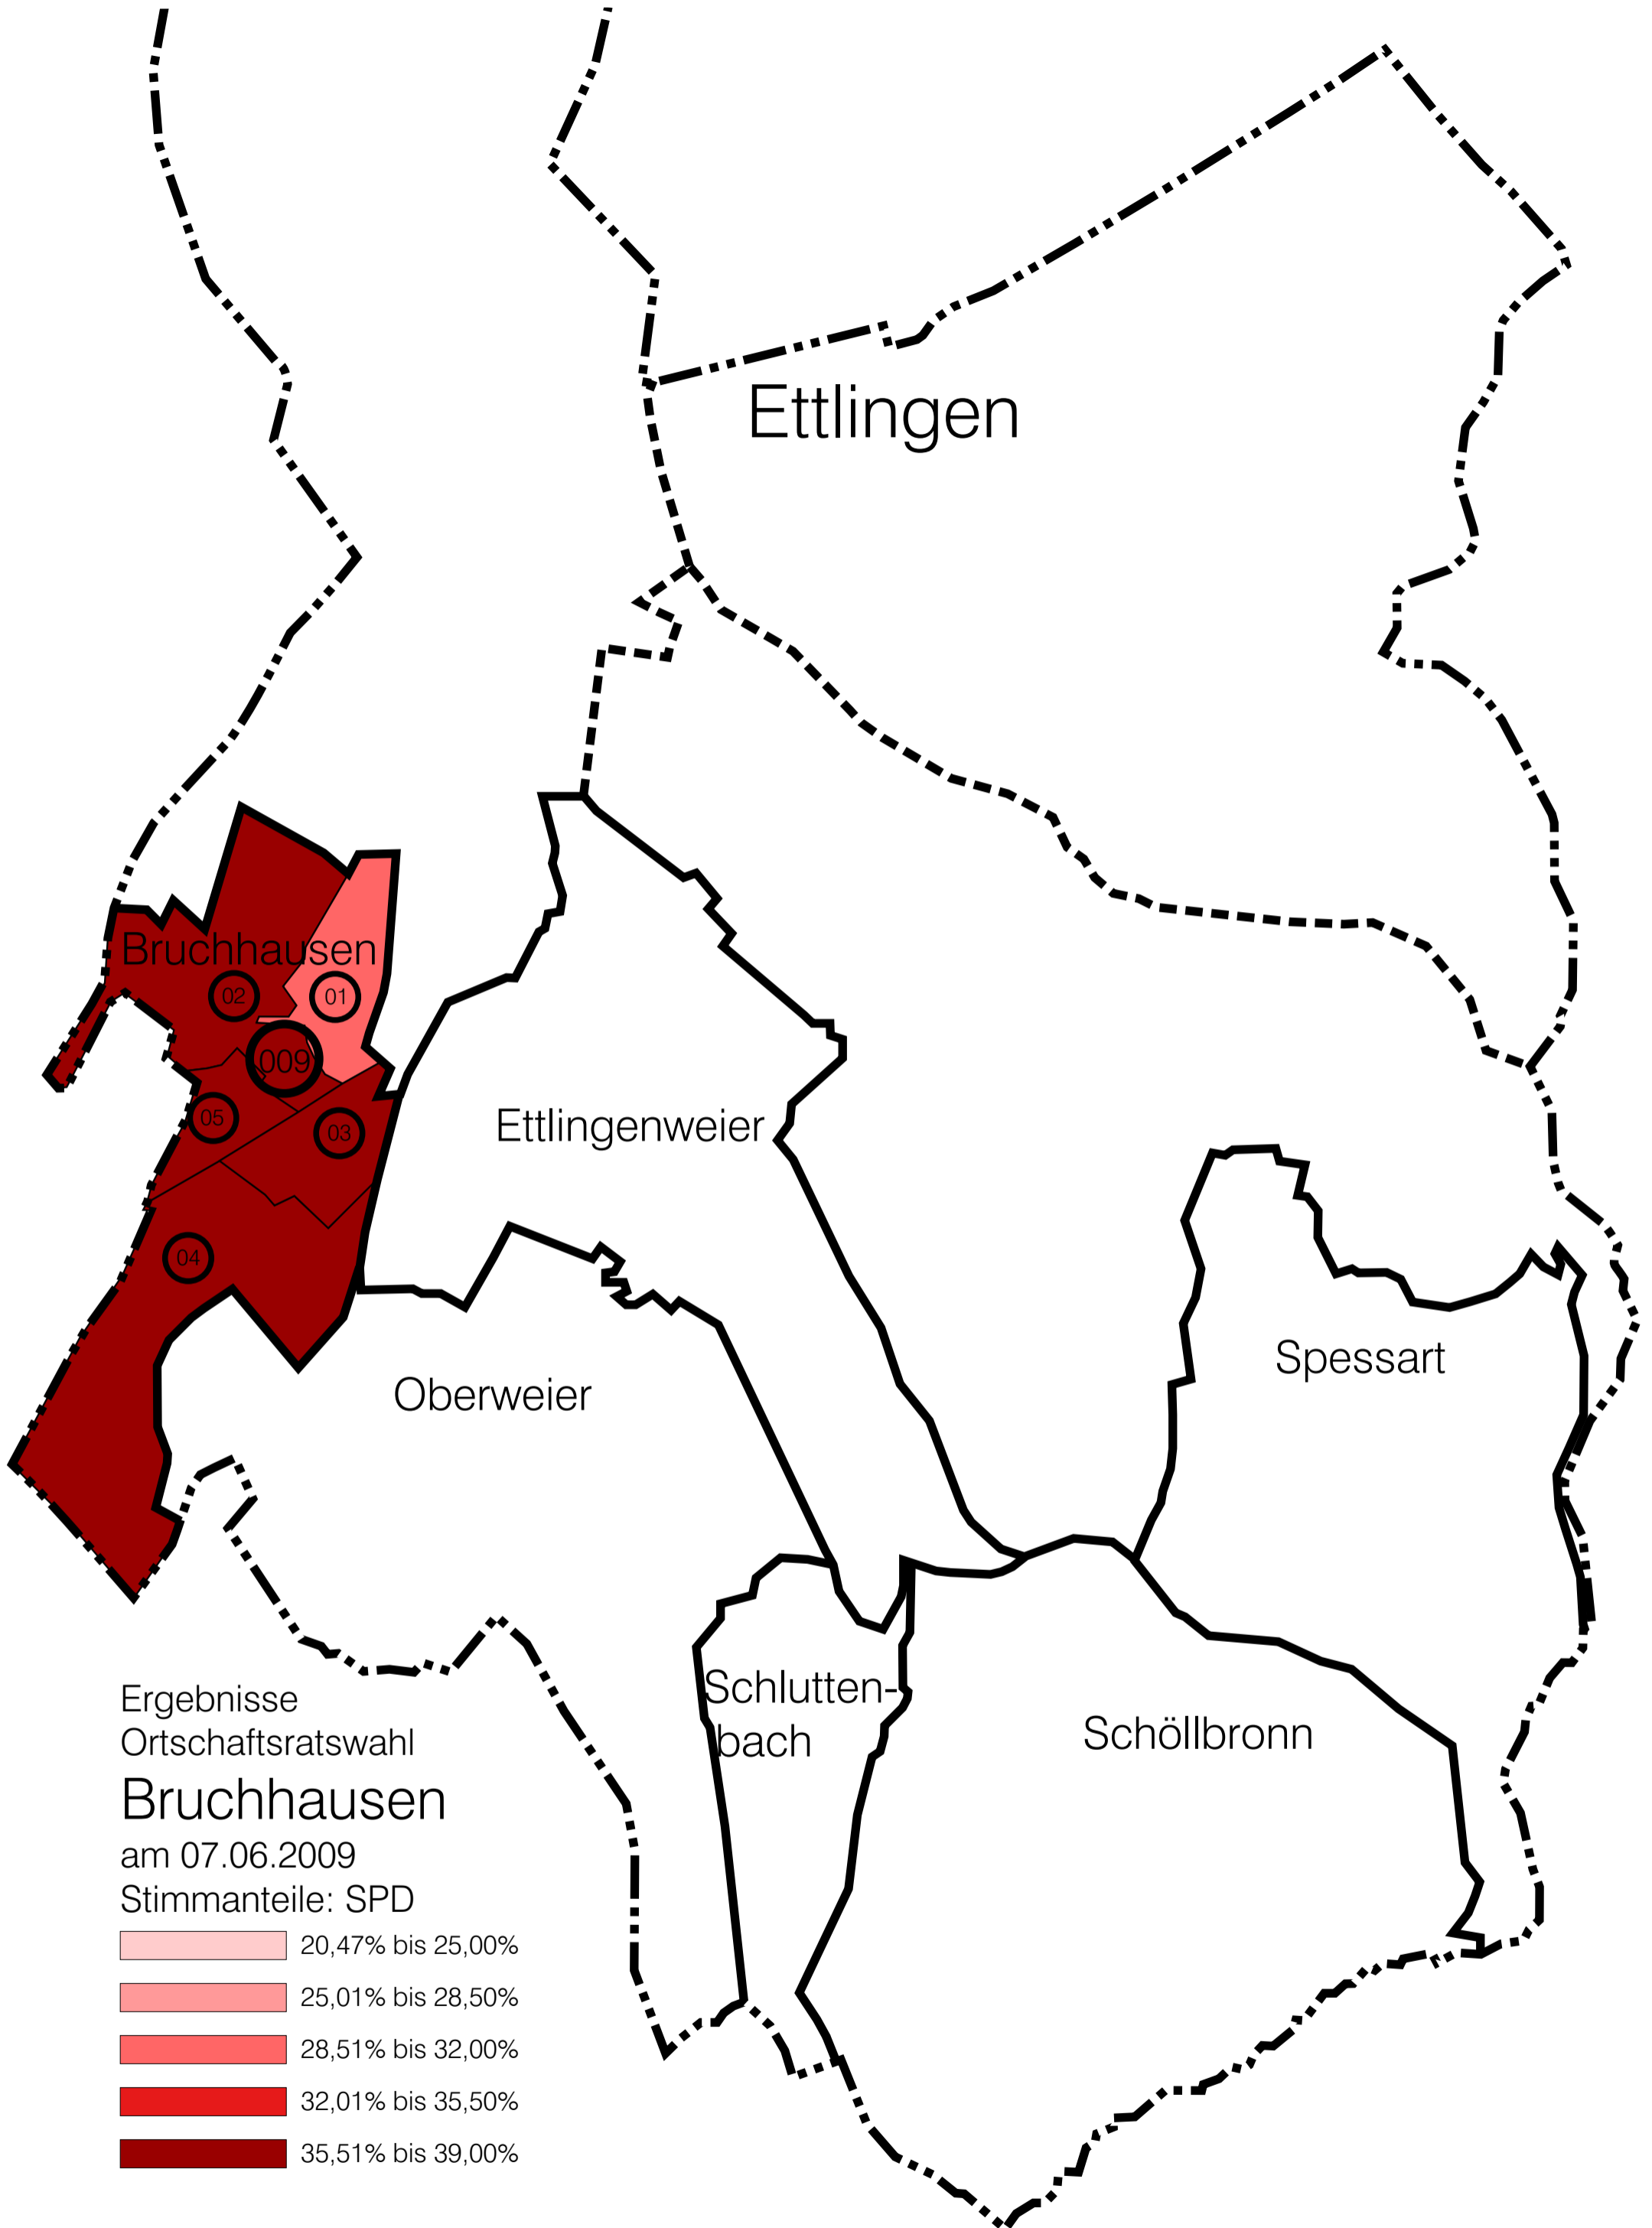 Ettlingen
Bruchhausen
02
01
009
05
03
04
Ettlingenweier
Oberweier
Spessart
Schlutten-
bach
Schöllbronn
Ergebnisse
Ortschaftsratswahl
Bruchhausen
am 07.06.2009
Stimmanteile: SPD
20,47% bis 25,00%
25,01% bis 28,50%
28,51% bis 32,00%
32,01% bis 35,50%
35,51% bis 39,00%